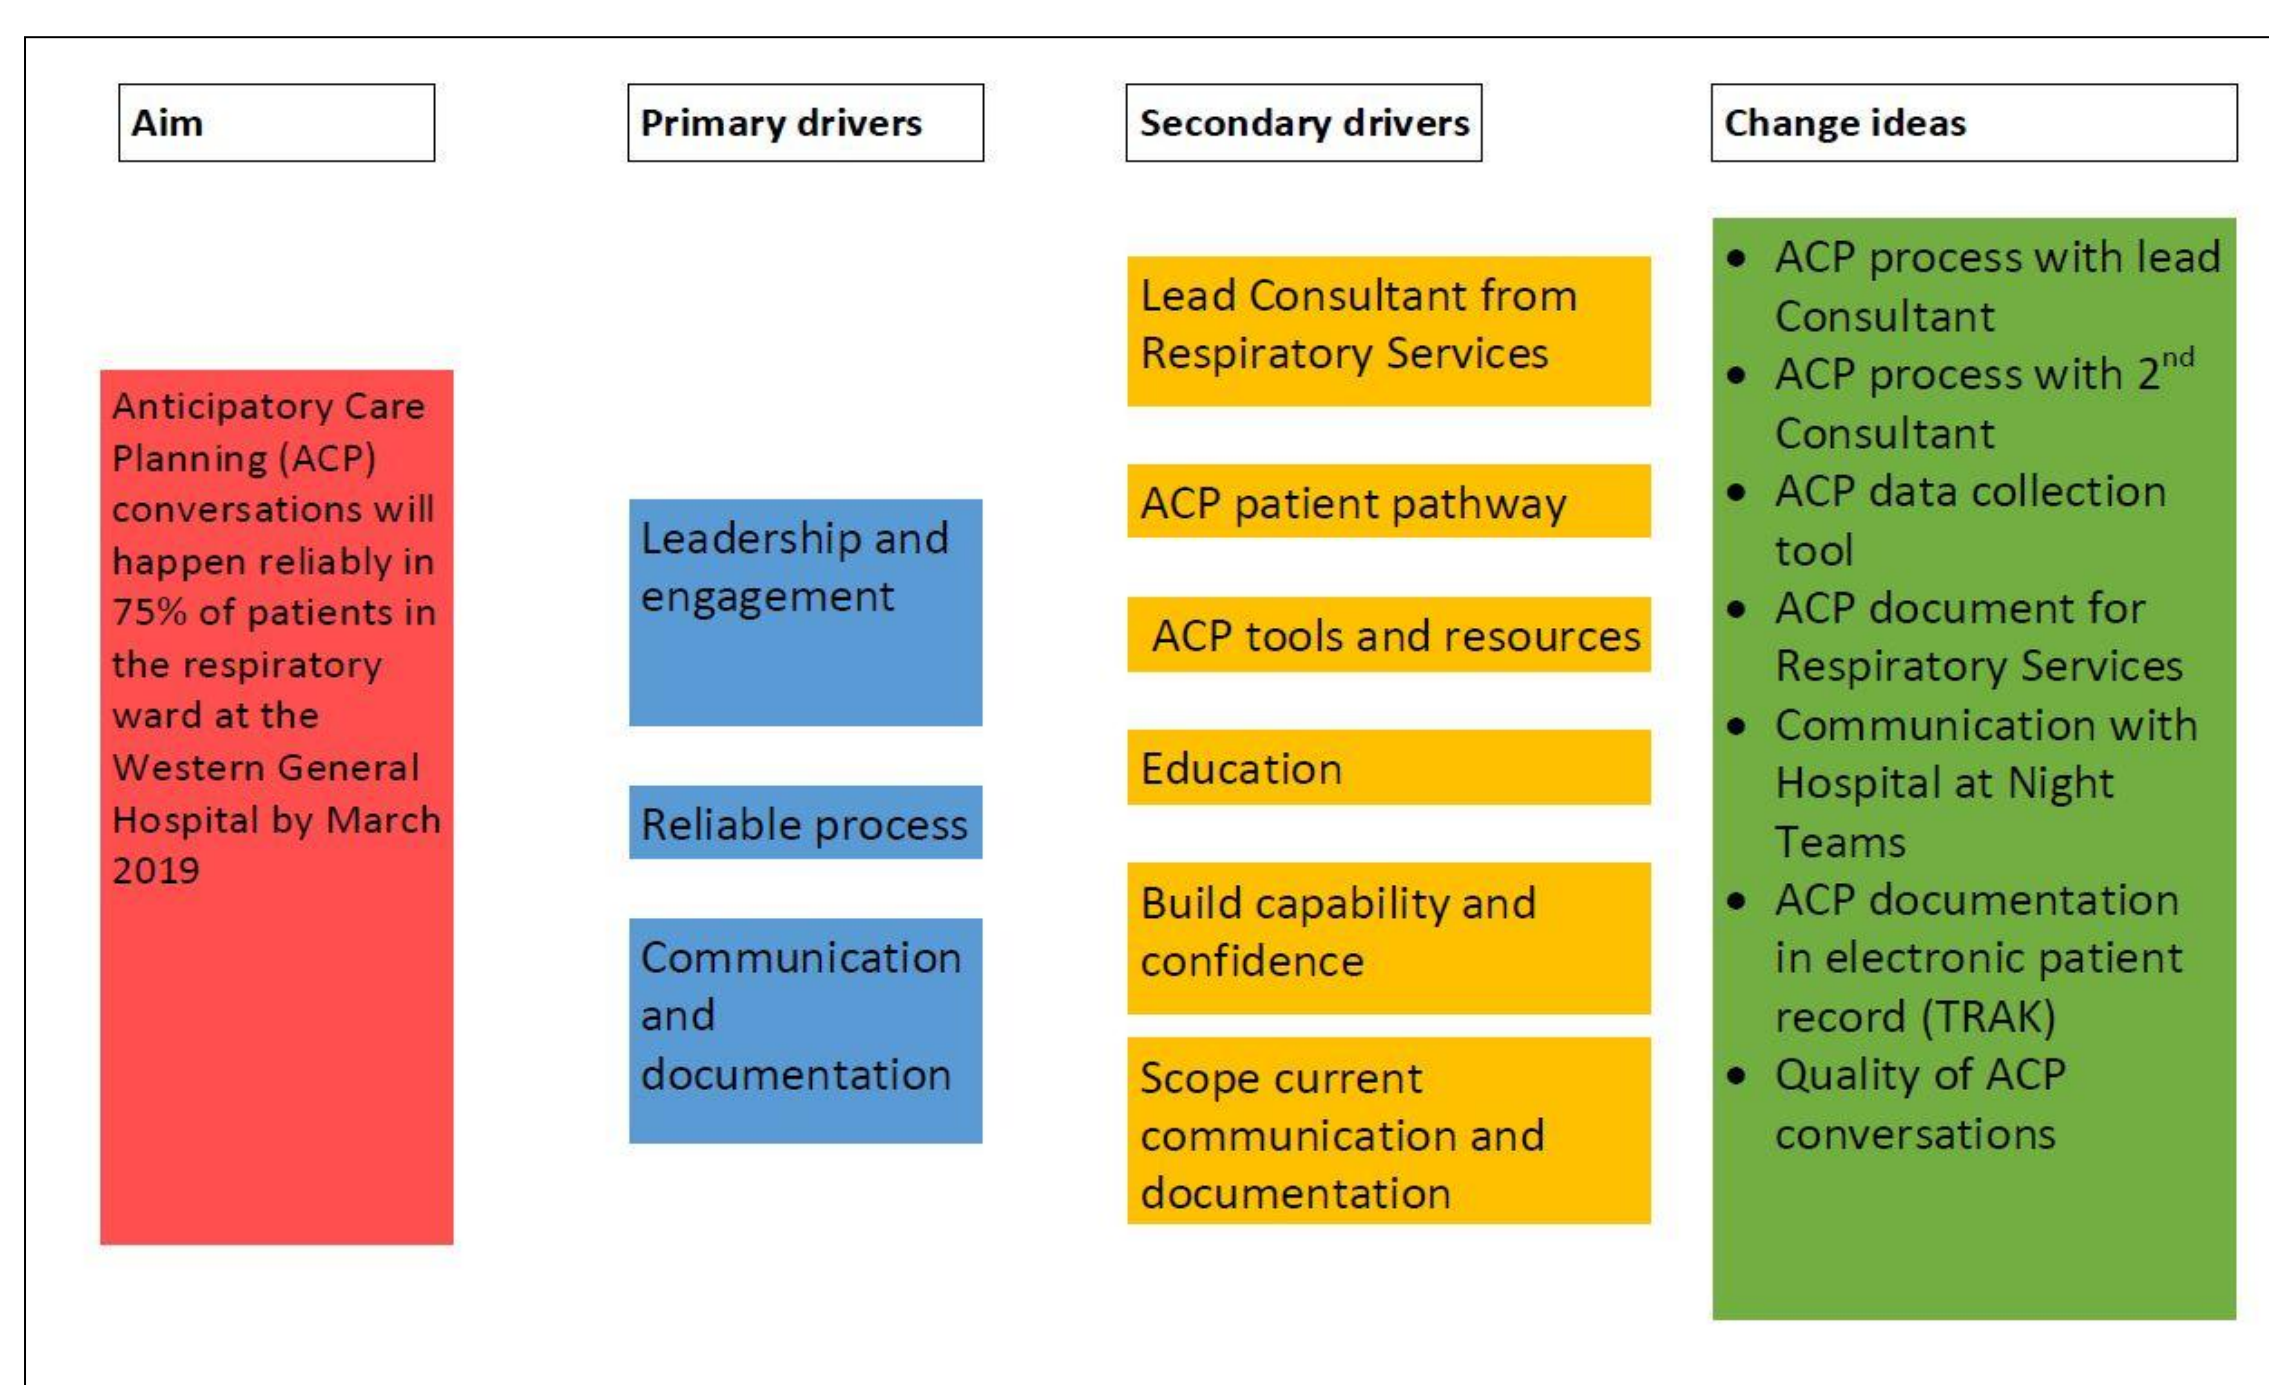 Aim
Primary drivers
Secondary drivers
Change ideas
Anticipatory Care
Planning (ACP)
conversations will
happen reliably in
75% of patients in
the respiratory
ward at the
Western General
Hospital by March
2019
Leadership and
engagement
Reliable process
Communication
and
documentation
Lead Consultant from
Respiratory Services
ACP patient pathway
ACP tools and resources
Education
Build capability and
confidence
Scope current
communication and
documentation
• ACP process with lead
Consultant
• ACP process with 2nd
Consultant
• ACP data collection
tool
• ACP document for
Respiratory Services
• Communication with
Hospital at Night
Teams
• ACP documentation
in electronic patient
record (TRAK)
• Quality of ACP
conversations